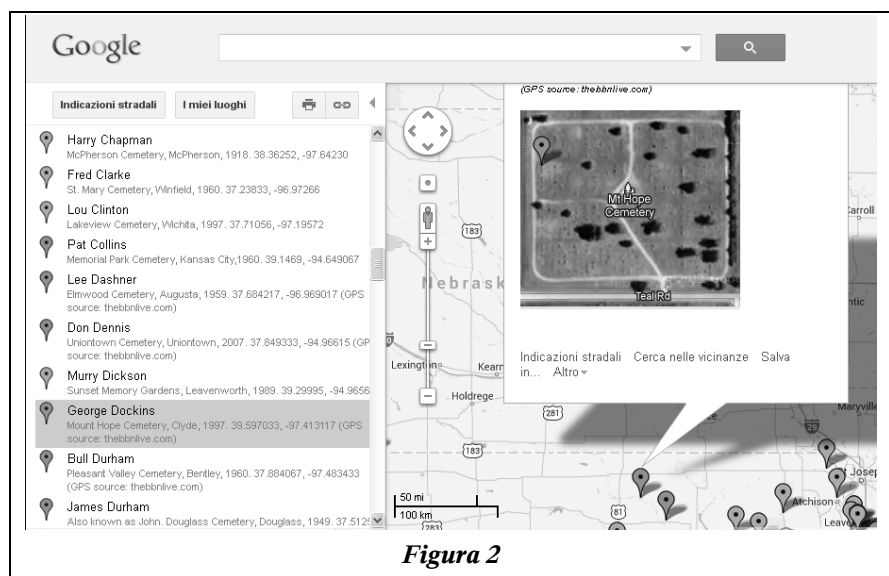 Google
Indicazioni stradali
I miei luoghi
Harry Chapman
McPherson Cemetery, McPherson, 1918. 38.36252, -97.64230
Fred Clarke
St. Mary Cemetery, Winfield, 1960. 37.23833, -96.97266
Lou Clinton
Lakeview Cemetery, Wichita, 1997. 37.71056, -97.19572
Pat Collins
Memorial Park Cemetery, Kansas City,1960. 39.1469, -94.649067
Lee Dashner
Elmwood Cemetery, Augusta, 1959. 37.684217, -96.969017 (GPS
source: thebbnlive.com)
Don Dennis
Uniontown Cemetery, Uniontown, 2007. 37.849333, -94.96615 (GP
source: thebbnlive.com)
Murry Dickson
Sunset Memory Gardens, Leavenworth, 1989. 39.29995, -94.9656
George Dockins
Mount Hope Cemetery, Clyde, 1997. 39.597033, -97.413117 (GPS
source: thebbnlive.com)
Bull Durham
Pleasant Valley Cemetery, Bentley, 1960. 37.884067, -97.483433
(GPS source: thebbnlive.com)
James Durham
Also known as John. Douglass Cemetery, Douglass, 1949. 37.512
(GPS source: thebbnlive.com)
Mt Hope
Cemetery
Teal Rd
Indicazioni stradali Cerca nelle vicinanze Salva
in... Altro
183
Nebrask
Carroll
ntic
Lexington
Kearn
Holdrege
281
183
Maryville
29
St Josep
Atchison
Leave
81
283
50 mi
100 km
Figura 2